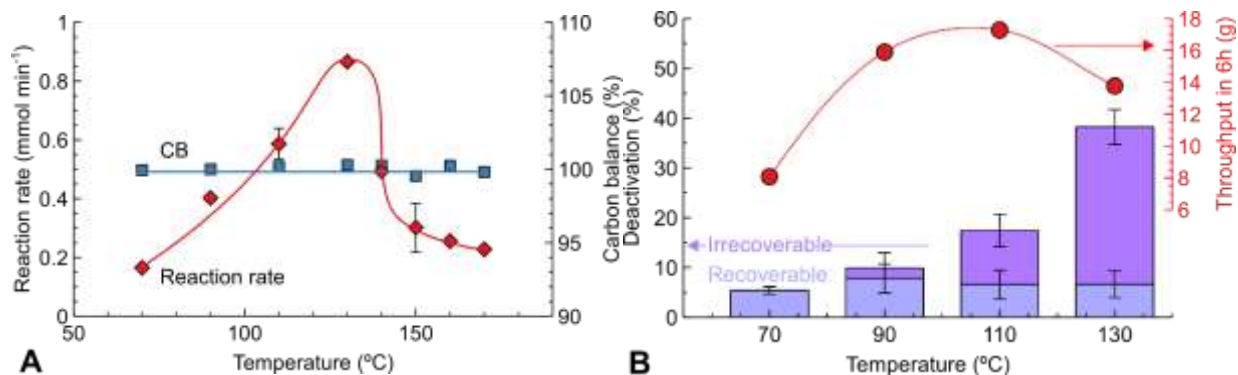 1
0.8
0.6
0.4
0.2
0
Reaction rate (mmol min⁻¹)
110
105
100
95
90
Carbon balance (%)
CB
Reaction rate
50
100
150
Temperature (ºC)
A
60
50
40
30
20
10
0
Deactivation (%)
18
16
14
12
10
8
6
Throughput in 6h (g)
Irrecoverable
Recoverable
70
90
110
130
Temperature (ºC)
B